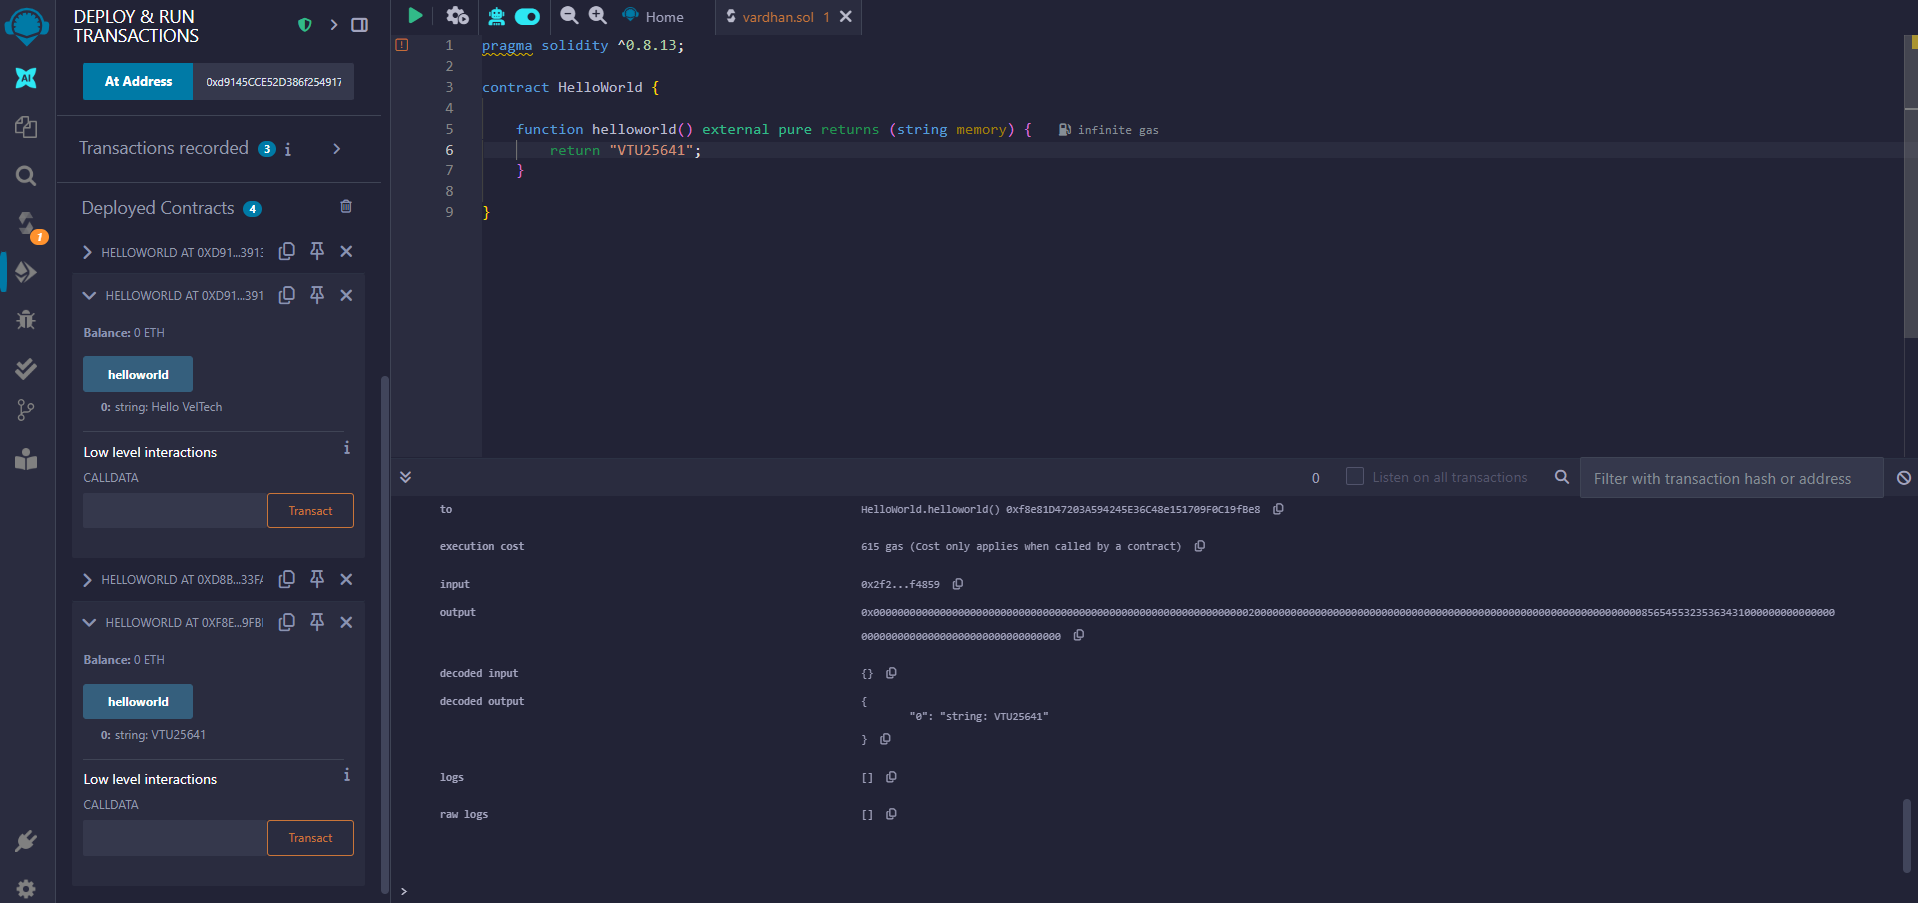 DEPLOY & RUN
TRANSACTIONS
At Address 0xd9145CCE52D386f254917
Transactions recorded 3 i
Deployed Contracts 4
HELLOWORLD AT 0XD91...3913
HELLOWORLD AT 0XD91...391
Balance: 0 ETH
helloworld
0: string: Hello VelTech
Low level interactions i
CALLDATA
Transact
HELLOWORLD AT 0XD8B...33FA
HELLOWORLD AT 0XF8E...9FB
Balance: 0 ETH
helloworld
0: string: VTU25641
Low level interactions i
CALLDATA
Transact
AI
1
Home
vardhan.sol 1
1 pragma solidity ^0.8.13;
2
3 contract HelloWorld {
4
5 function helloworld() external pure returns (string memory) { infinite gas
6 return "VTU25641";
7 }
8
9 }
0 Listen on all transactions Filter with transaction hash or address
to HelloWorld.helloworld() 0xf8e81D47203A594245E36C48e151709F0C19fBe8
execution cost 615 gas (Cost only applies when called by a contract)
input 0x2f2...f4859
output
decoded input {}
decoded output {
"0": "string: VTU25641"
}
logs []
raw logs []
>